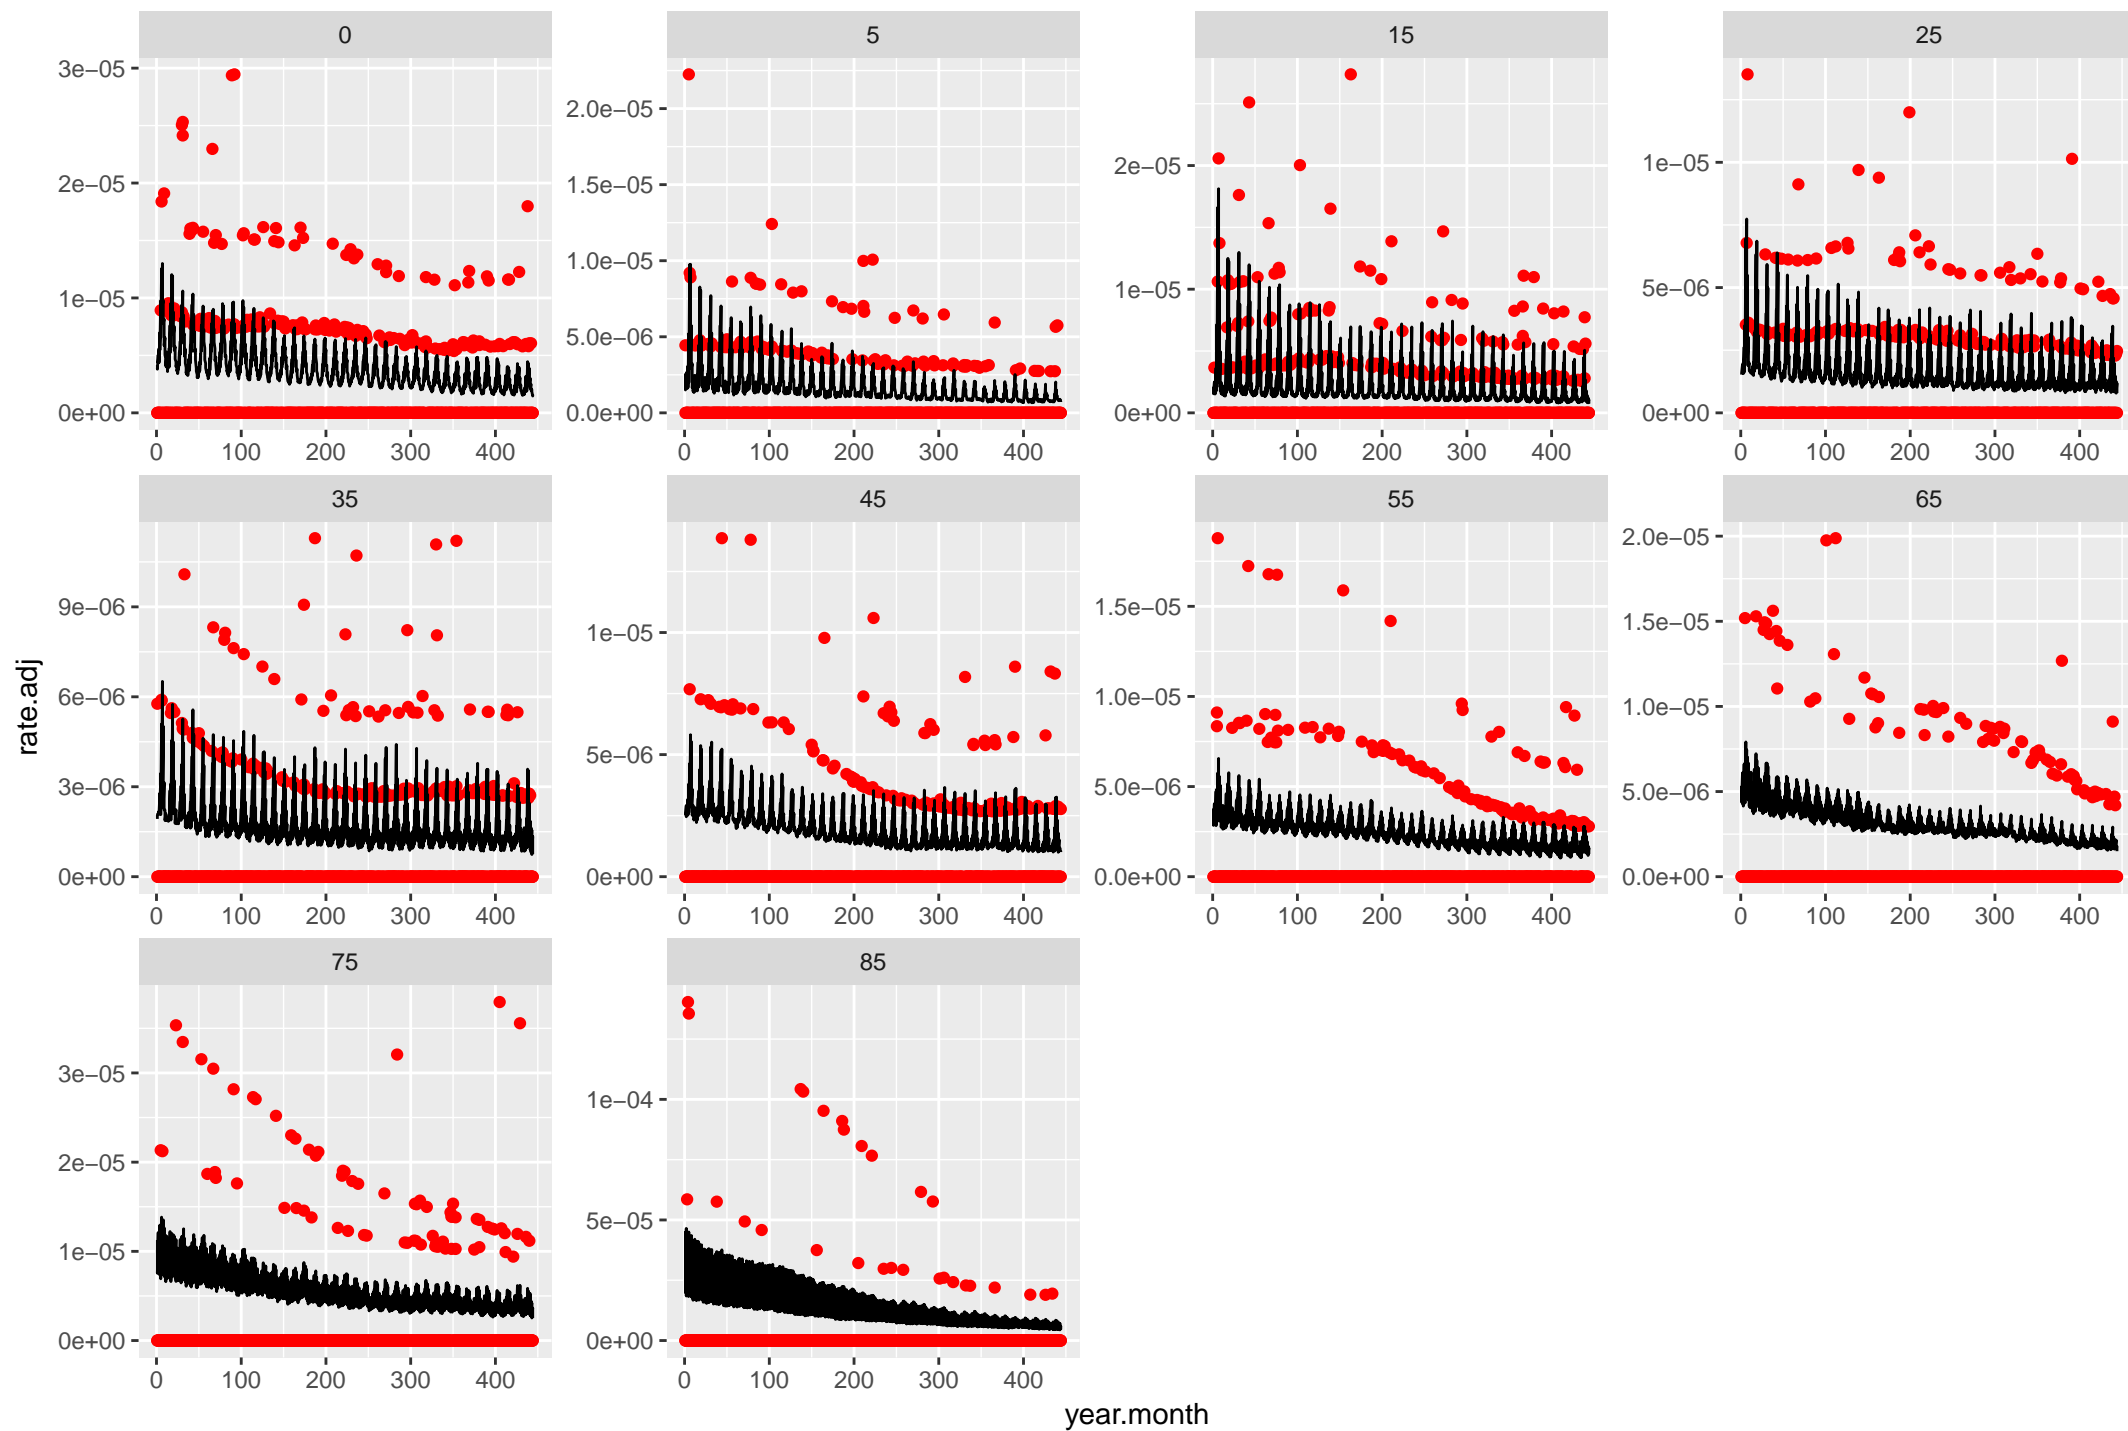 0 5 15 25
3e−05
2e−05
1e−05
0e+00
2.0e−05
1.5e−05
1.0e−05
5.0e−06
0.0e+00
2e−05
1e−05
0e+00
1e−05
5e−06
0e+00
0 100 200 300 400 0 100 200 300 400 0 100 200 300 400 0 100 200 300 400
35 45 55 65
9e−06
6e−06
3e−06
0e+00
1e−05
5e−06
0e+00
1.5e−05
1.0e−05
5.0e−06
0.0e+00
2.0e−05
1.5e−05
1.0e−05
5.0e−06
0.0e+00
0 100 200 300 400 0 100 200 300 400 0 100 200 300 400 0 100 200 300 400
75 85
3e−05
2e−05
1e−05
0e+00
1e−04
5e−05
0e+00
0 100 200 300 400 0 100 200 300 400
rate.adj
year.month